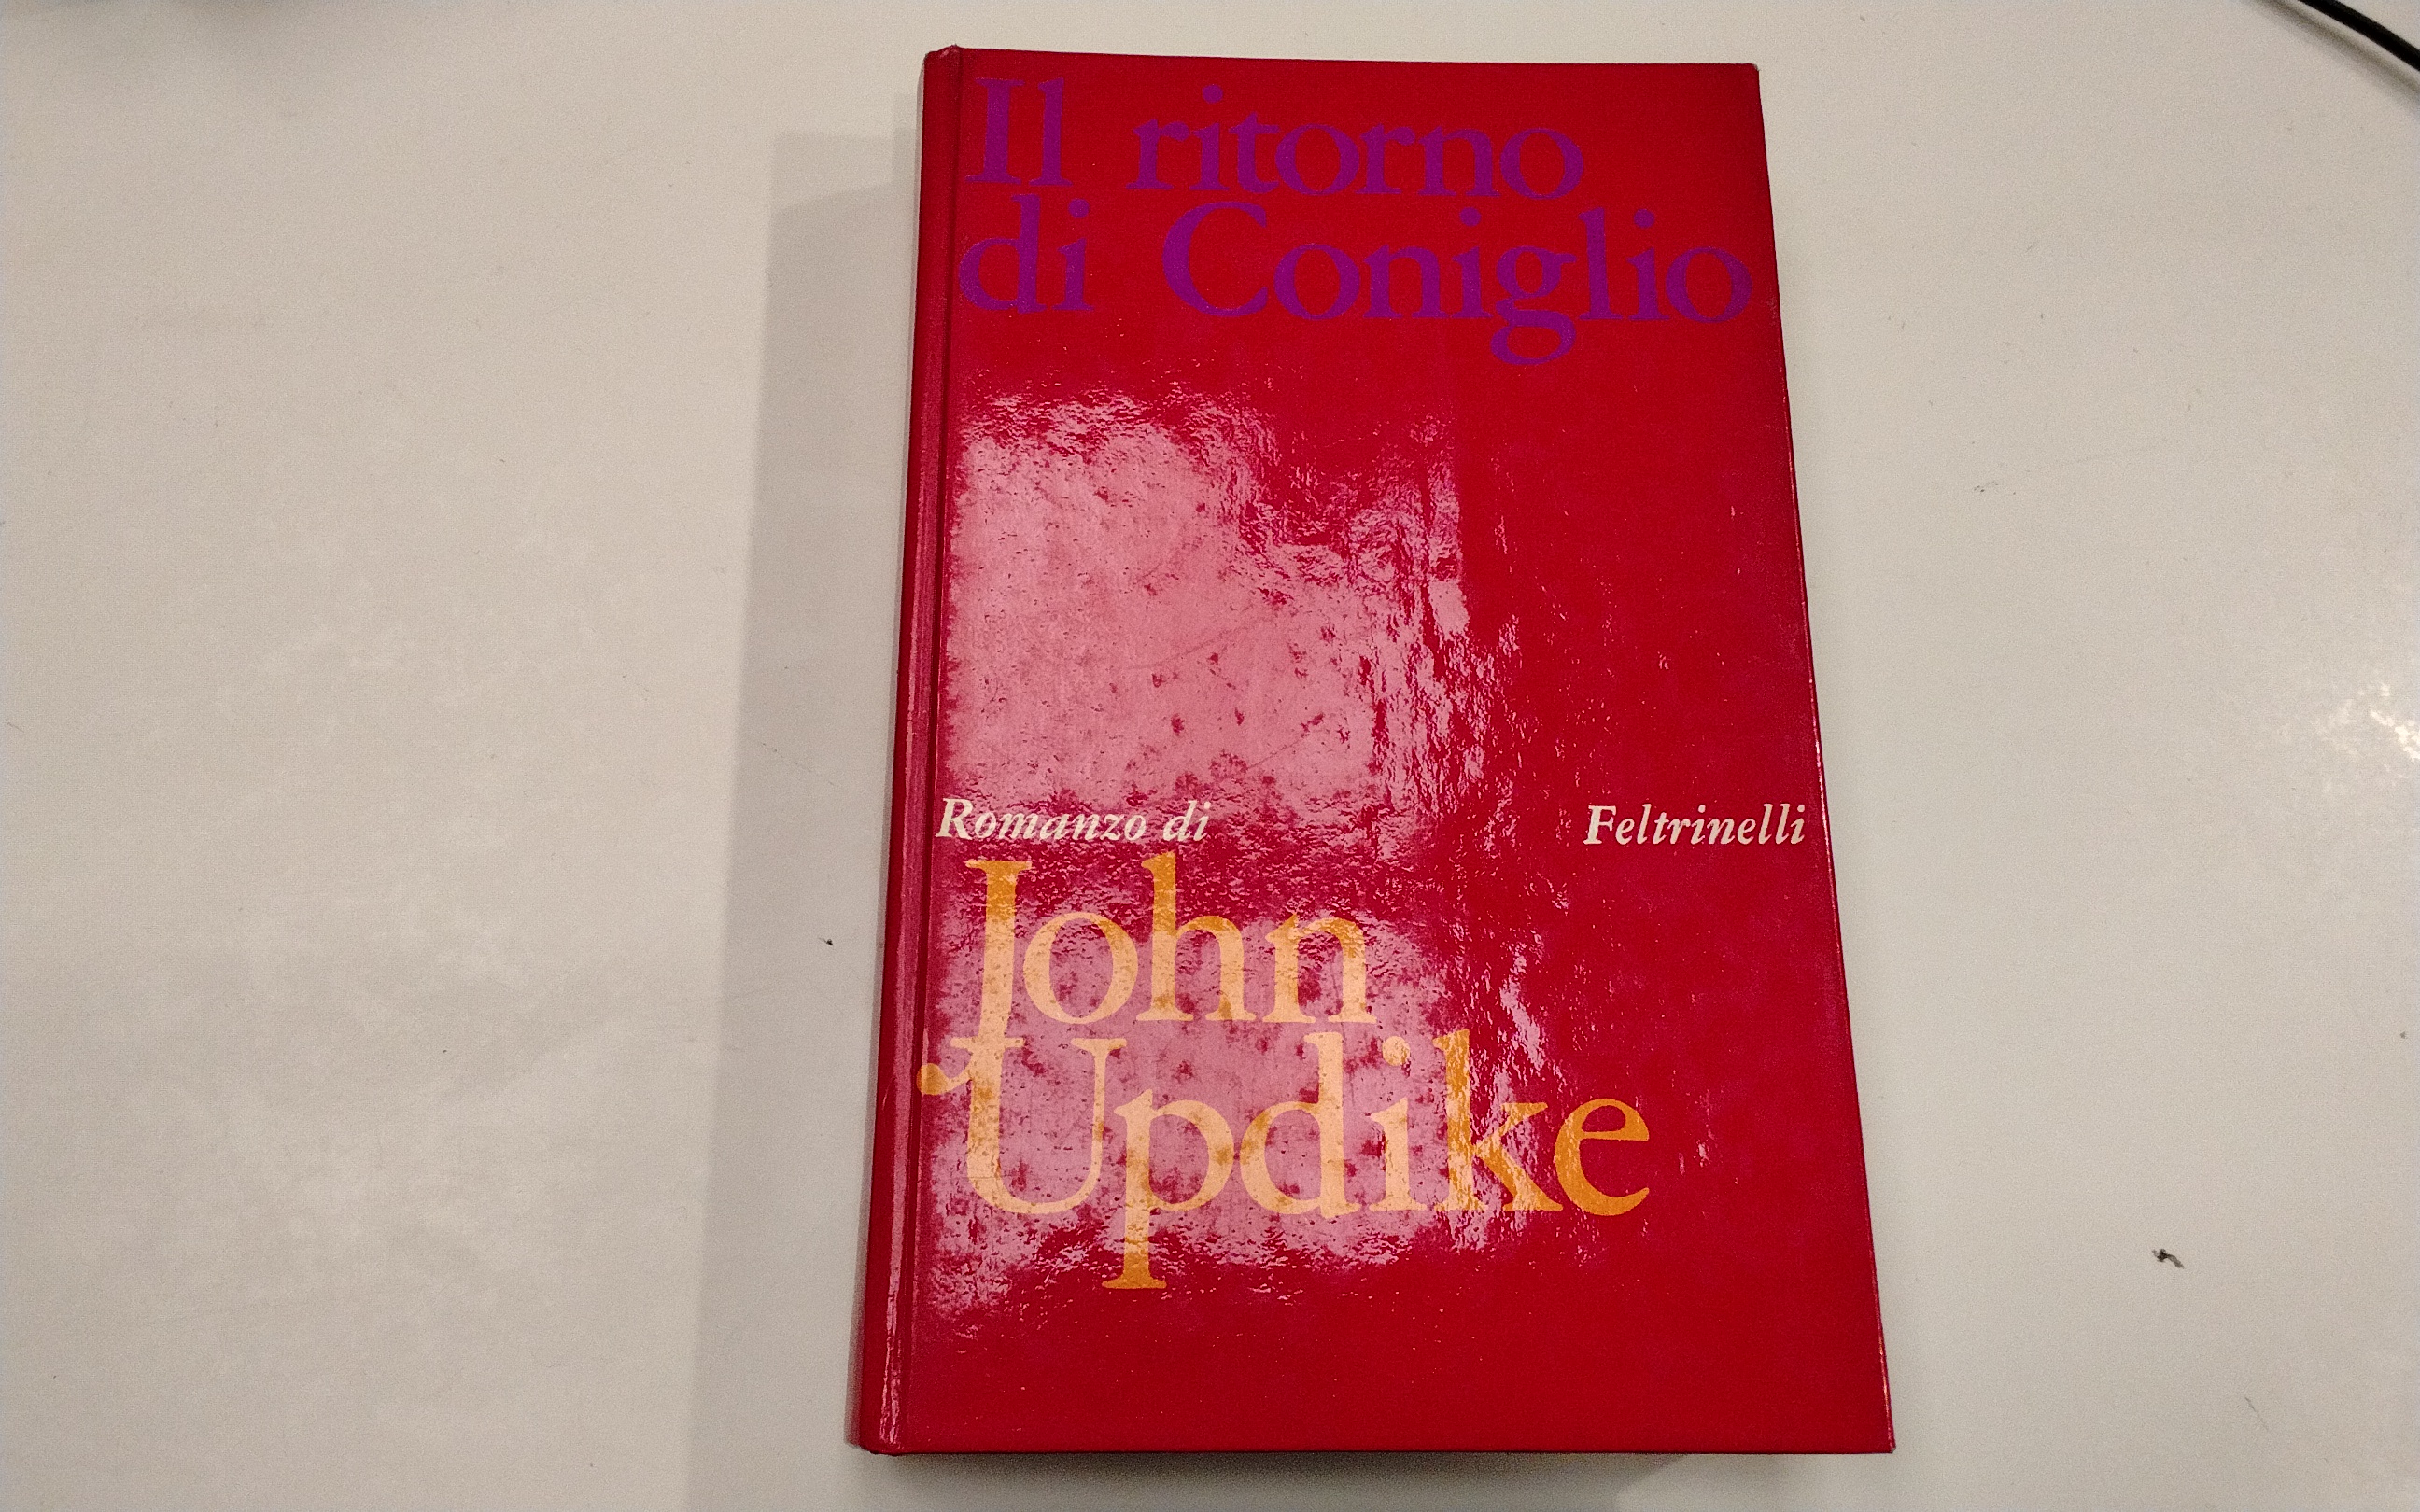 Il ritorno
di Coniglio
Romanzo di
Feltrinelli
John
Updike